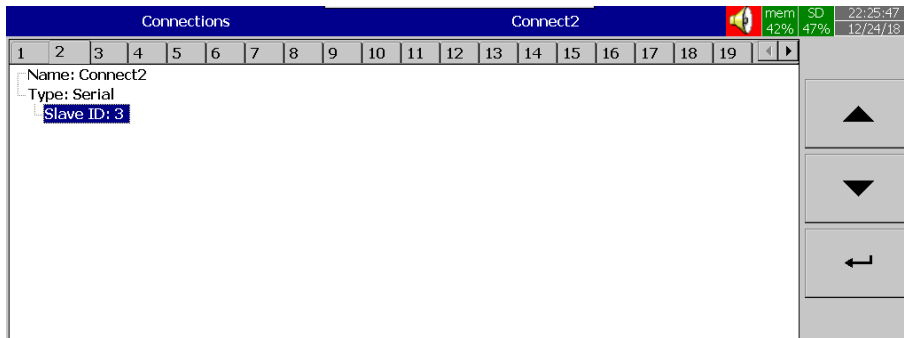 Connections Connect2 mem 42% SD 47% 22:25:47 12/24/18
1 2 3 4 5 6 7 8 9 10 11 12 13 14 15 16 17 18 19
Name: Connect2
Type: Serial
Slave ID: 3